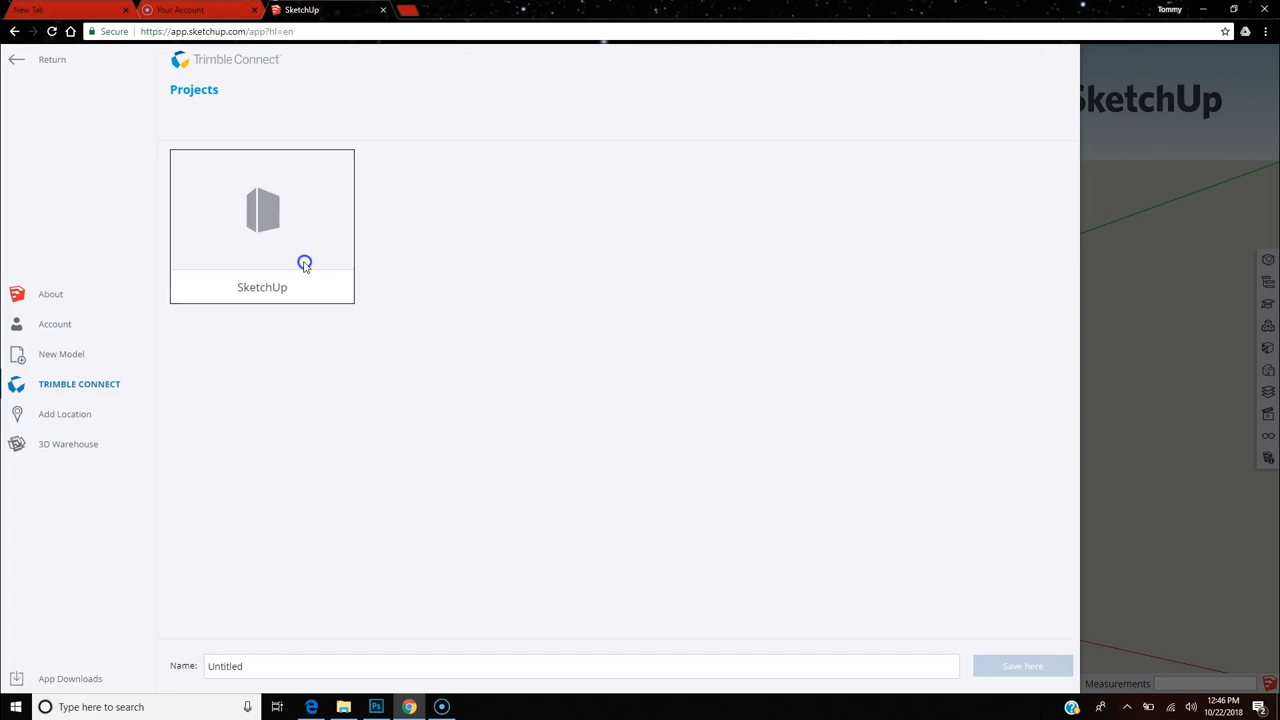 New Tab
Your Account
SketchUp
Tommy
Secure
https://app.sketchup.com/app?hl=en
Return
Trimble Connect
Projects
SketchUp
SketchUp
About
Account
New Model
TRIMBLE CONNECT
Add Location
3D Warehouse
Name:
Untitled
Save here
App Downloads
Measurements
Type here to search
12:46 PM
10/22/2018
2